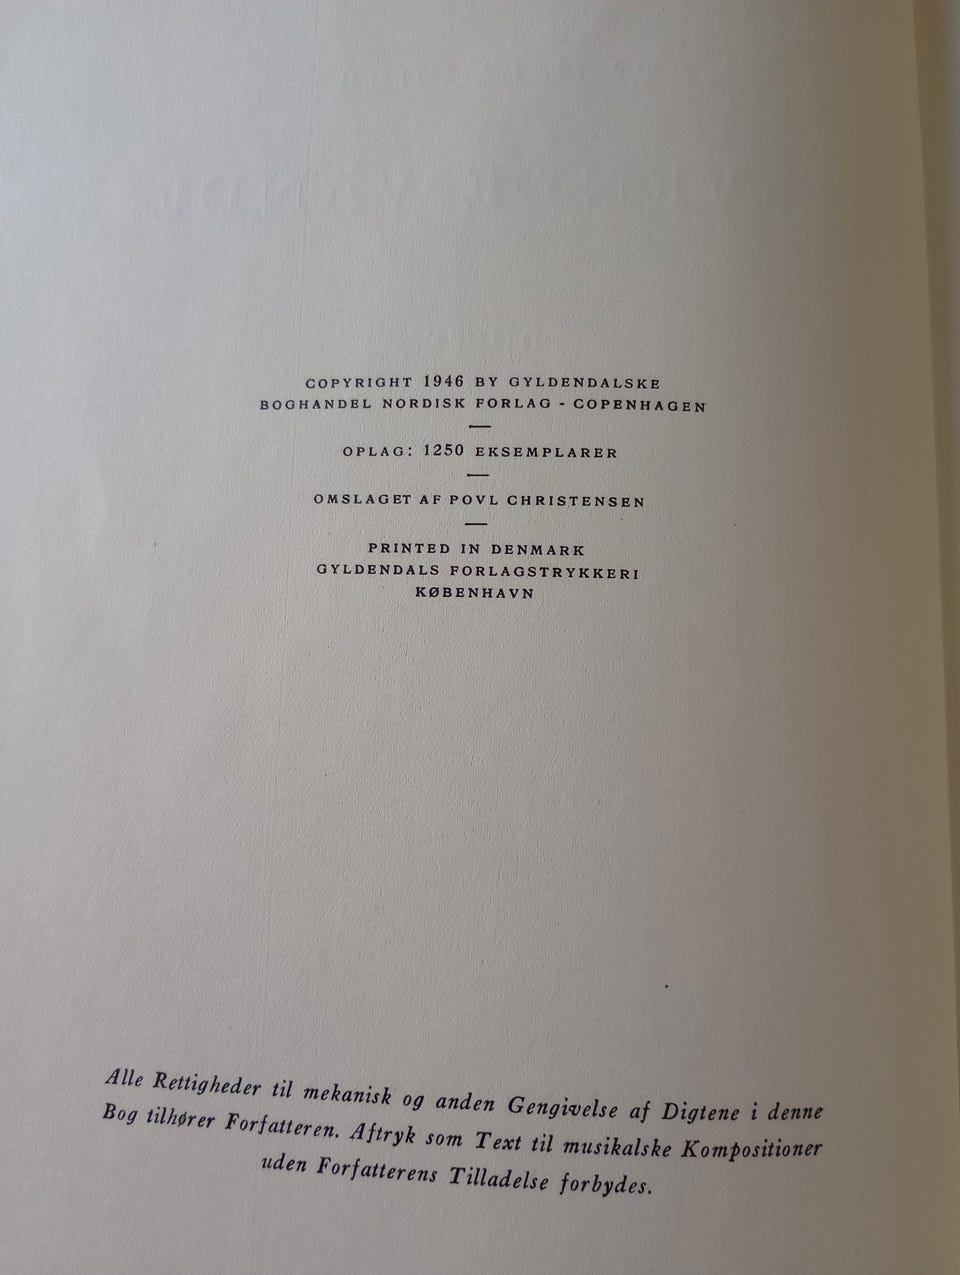 COPYRIGHT 1946 BY GYLDENDALSKE
BOGHANDEL NORDISK FORLAG - COPENHAGEN
OPLAG: 1250 EKSEMPLARER
OMSLAGET AF POVL CHRISTENSEN
PRINTED IN DENMARK
GYLDENDALS FORLAGSTRYKKERI
KØBENHAVN
Alle Rettigheder til mekanisk og anden Gengivelse af Digtene i denne
Bog tilhører Forfatteren. Aftryk som Text til musikalske Kompositioner
uden Forfatterens Tilladelse forbydes.